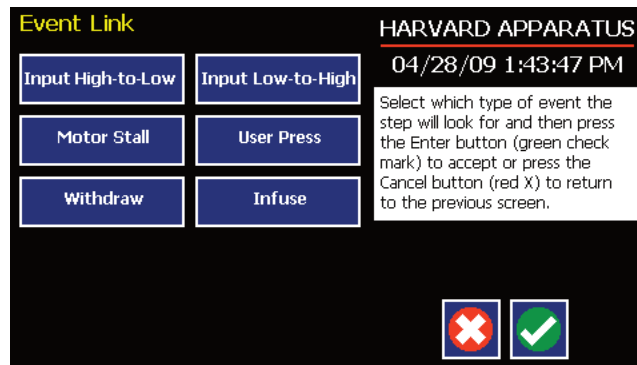 Event Link
HARVARD APPARATUS
04/28/09 1:43:47 PM
Input High-to-Low
Input Low-to-High
Motor Stall
User Press
Withdraw
Infuse
Select which type of event the
step will look for and then press
the Enter button (green check
mark) to accept or press the
Cancel button (red X) to return
to the previous screen.